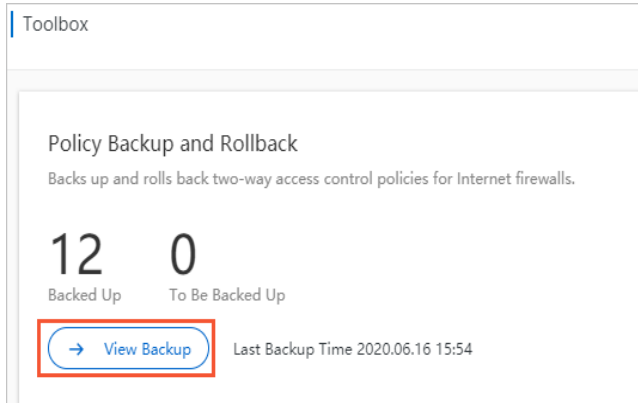 Toolbox
Policy Backup and Rollback
Backs up and rolls back two-way access control policies for Internet firewalls.
12 0
Backed Up To Be Backed Up
→ View Backup Last Backup Time 2020.06.16 15:54